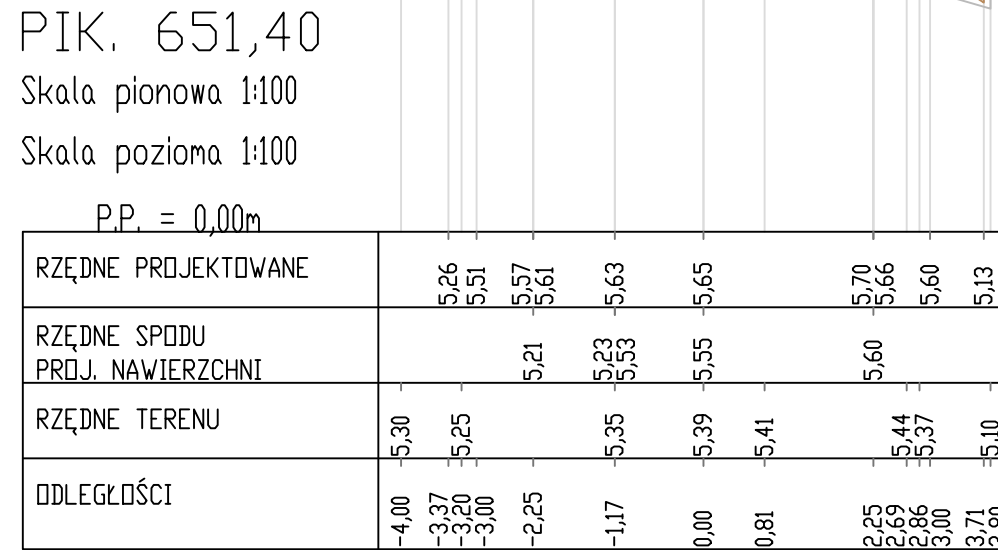 PIK. 651,40
Skala pionowa 1:100
Skala pozioma 1:100
P.P. = 0,00m
RZĘDNE PROJEKTOWANE 5,26 5,51 5,57 5,61 5,63 5,65 5,70 5,66 5,60 5,13
RZĘDNE SPODU
PROJ. NAWIERZCHNI 5,21 5,23 5,53 5,55 5,60
RZĘDNE TERENU 5,30 5,25 5,35 5,39 5,41 5,44 5,37 5,10
ODLEGŁOŚCI -4,00 -3,37 -3,20 -3,00 -2,25 -1,17 0,00 0,81 2,25 2,69 2,86 3,00 3,71